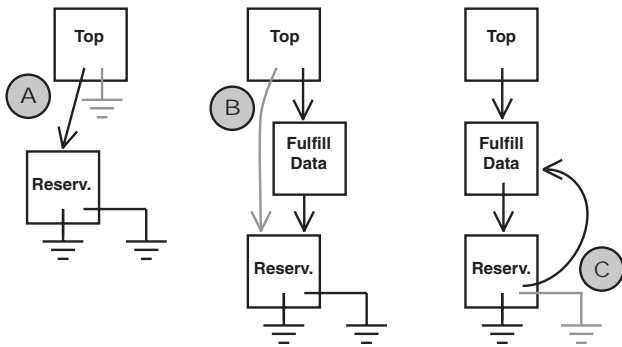 Top
A
Reserv.
Top
B
Fulfill
Data
Reserv.
Top
Fulfill
Data
Reserv.
C